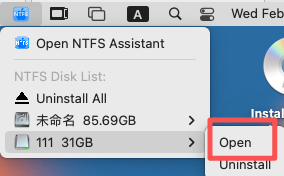 NTFS A Wed Feb
Open NTFS Assistant
NTFS Disk List:
Uninstall All
未命名 85.69GB
111 31GB
Instal
Open
Uninstall